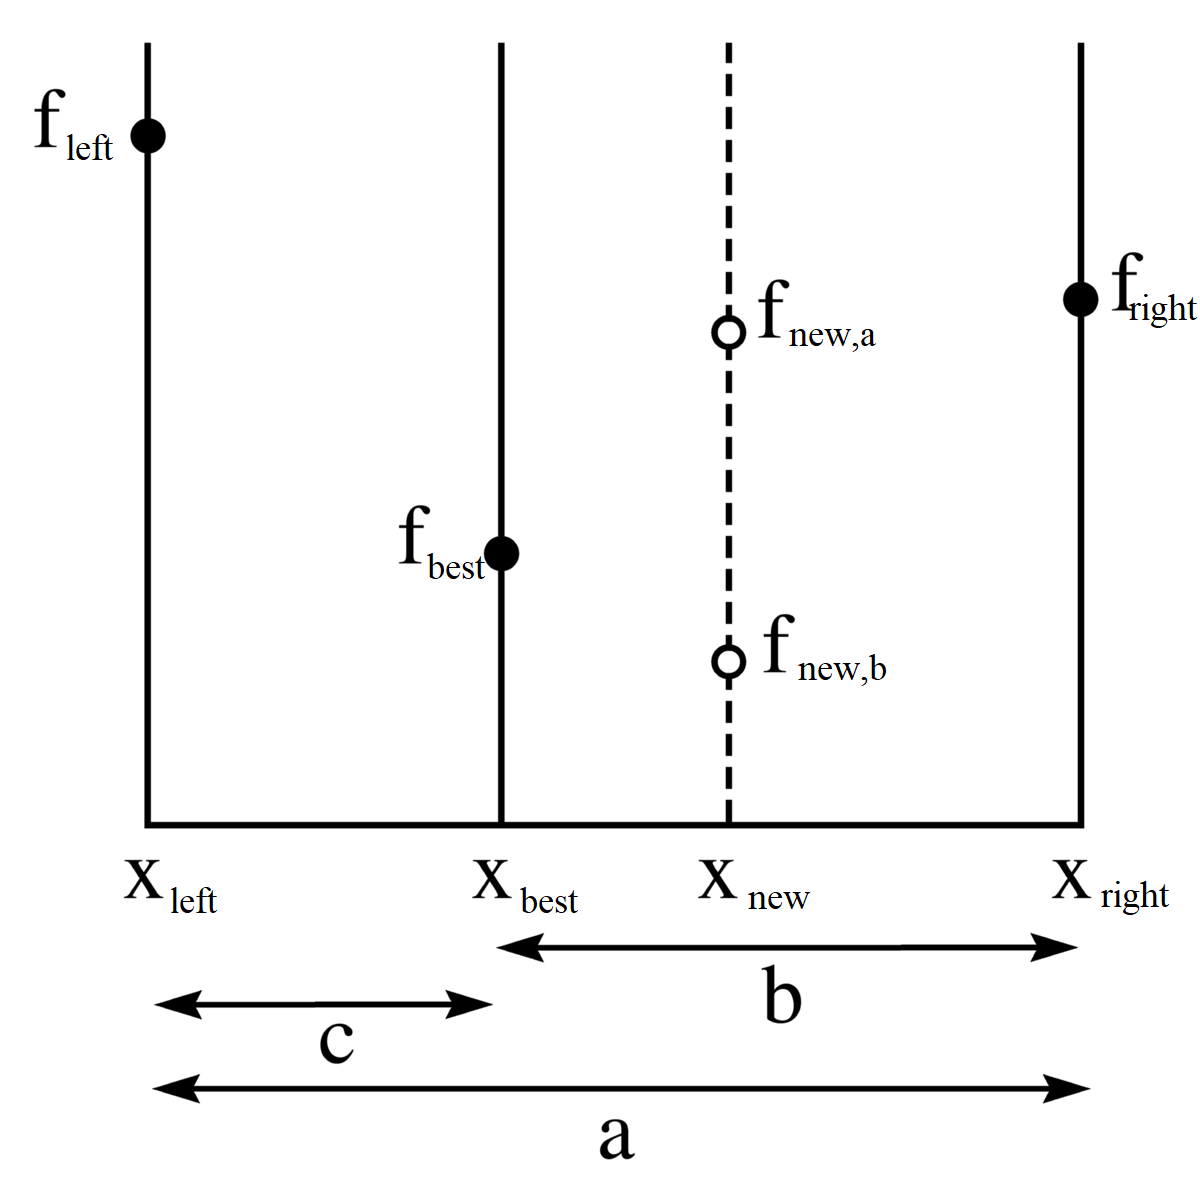 f left
f right
f new,a
f best
f new,b
x left x best x new x right
b
c
a